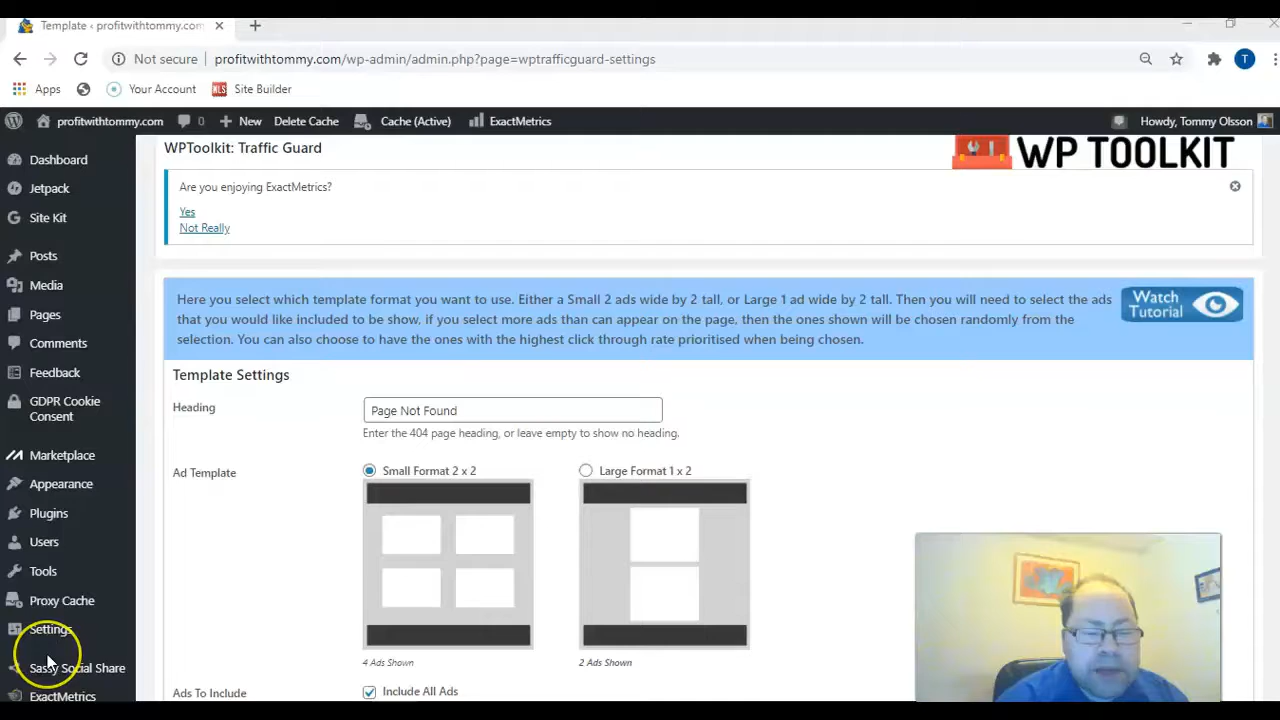 Template ‹ profitwithtommy.com
Not secure
profitwithtommy.com/wp-admin/admin.php?page=wptrafficguard-settings
T
Apps
Your Account
NLS
Site Builder
profitwithtommy.com
0
New
Delete Cache
Cache (Active)
ExactMetrics
Howdy, Tommy Olsson
Dashboard
Jetpack
Site Kit
Posts
Media
Pages
Comments
Feedback
GDPR Cookie
Consent
Marketplace
Appearance
Plugins
Users
Tools
Proxy Cache
Settings
Sassy Social Share
ExactMetrics
WPToolkit: Traffic Guard
WP TOOLKIT
Are you enjoying ExactMetrics?
Yes
Not Really
Here you select which template format you want to use. Either a Small 2 ads wide by 2 tall, or Large 1 ad wide by 2 tall. Then you will need to select the ads
that you would like included to be show, if you select more ads than can appear on the page, then the ones shown will be chosen randomly from the
selection. You can also choose to have the ones with the highest click through rate prioritised when being chosen.
Watch
Tutorial
Template Settings
Heading
Page Not Found
Enter the 404 page heading, or leave empty to show no heading.
Ad Template
Small Format 2 x 2
Large Format 1 x 2
4 Ads Shown
2 Ads Shown
Ads To Include
Include All Ads